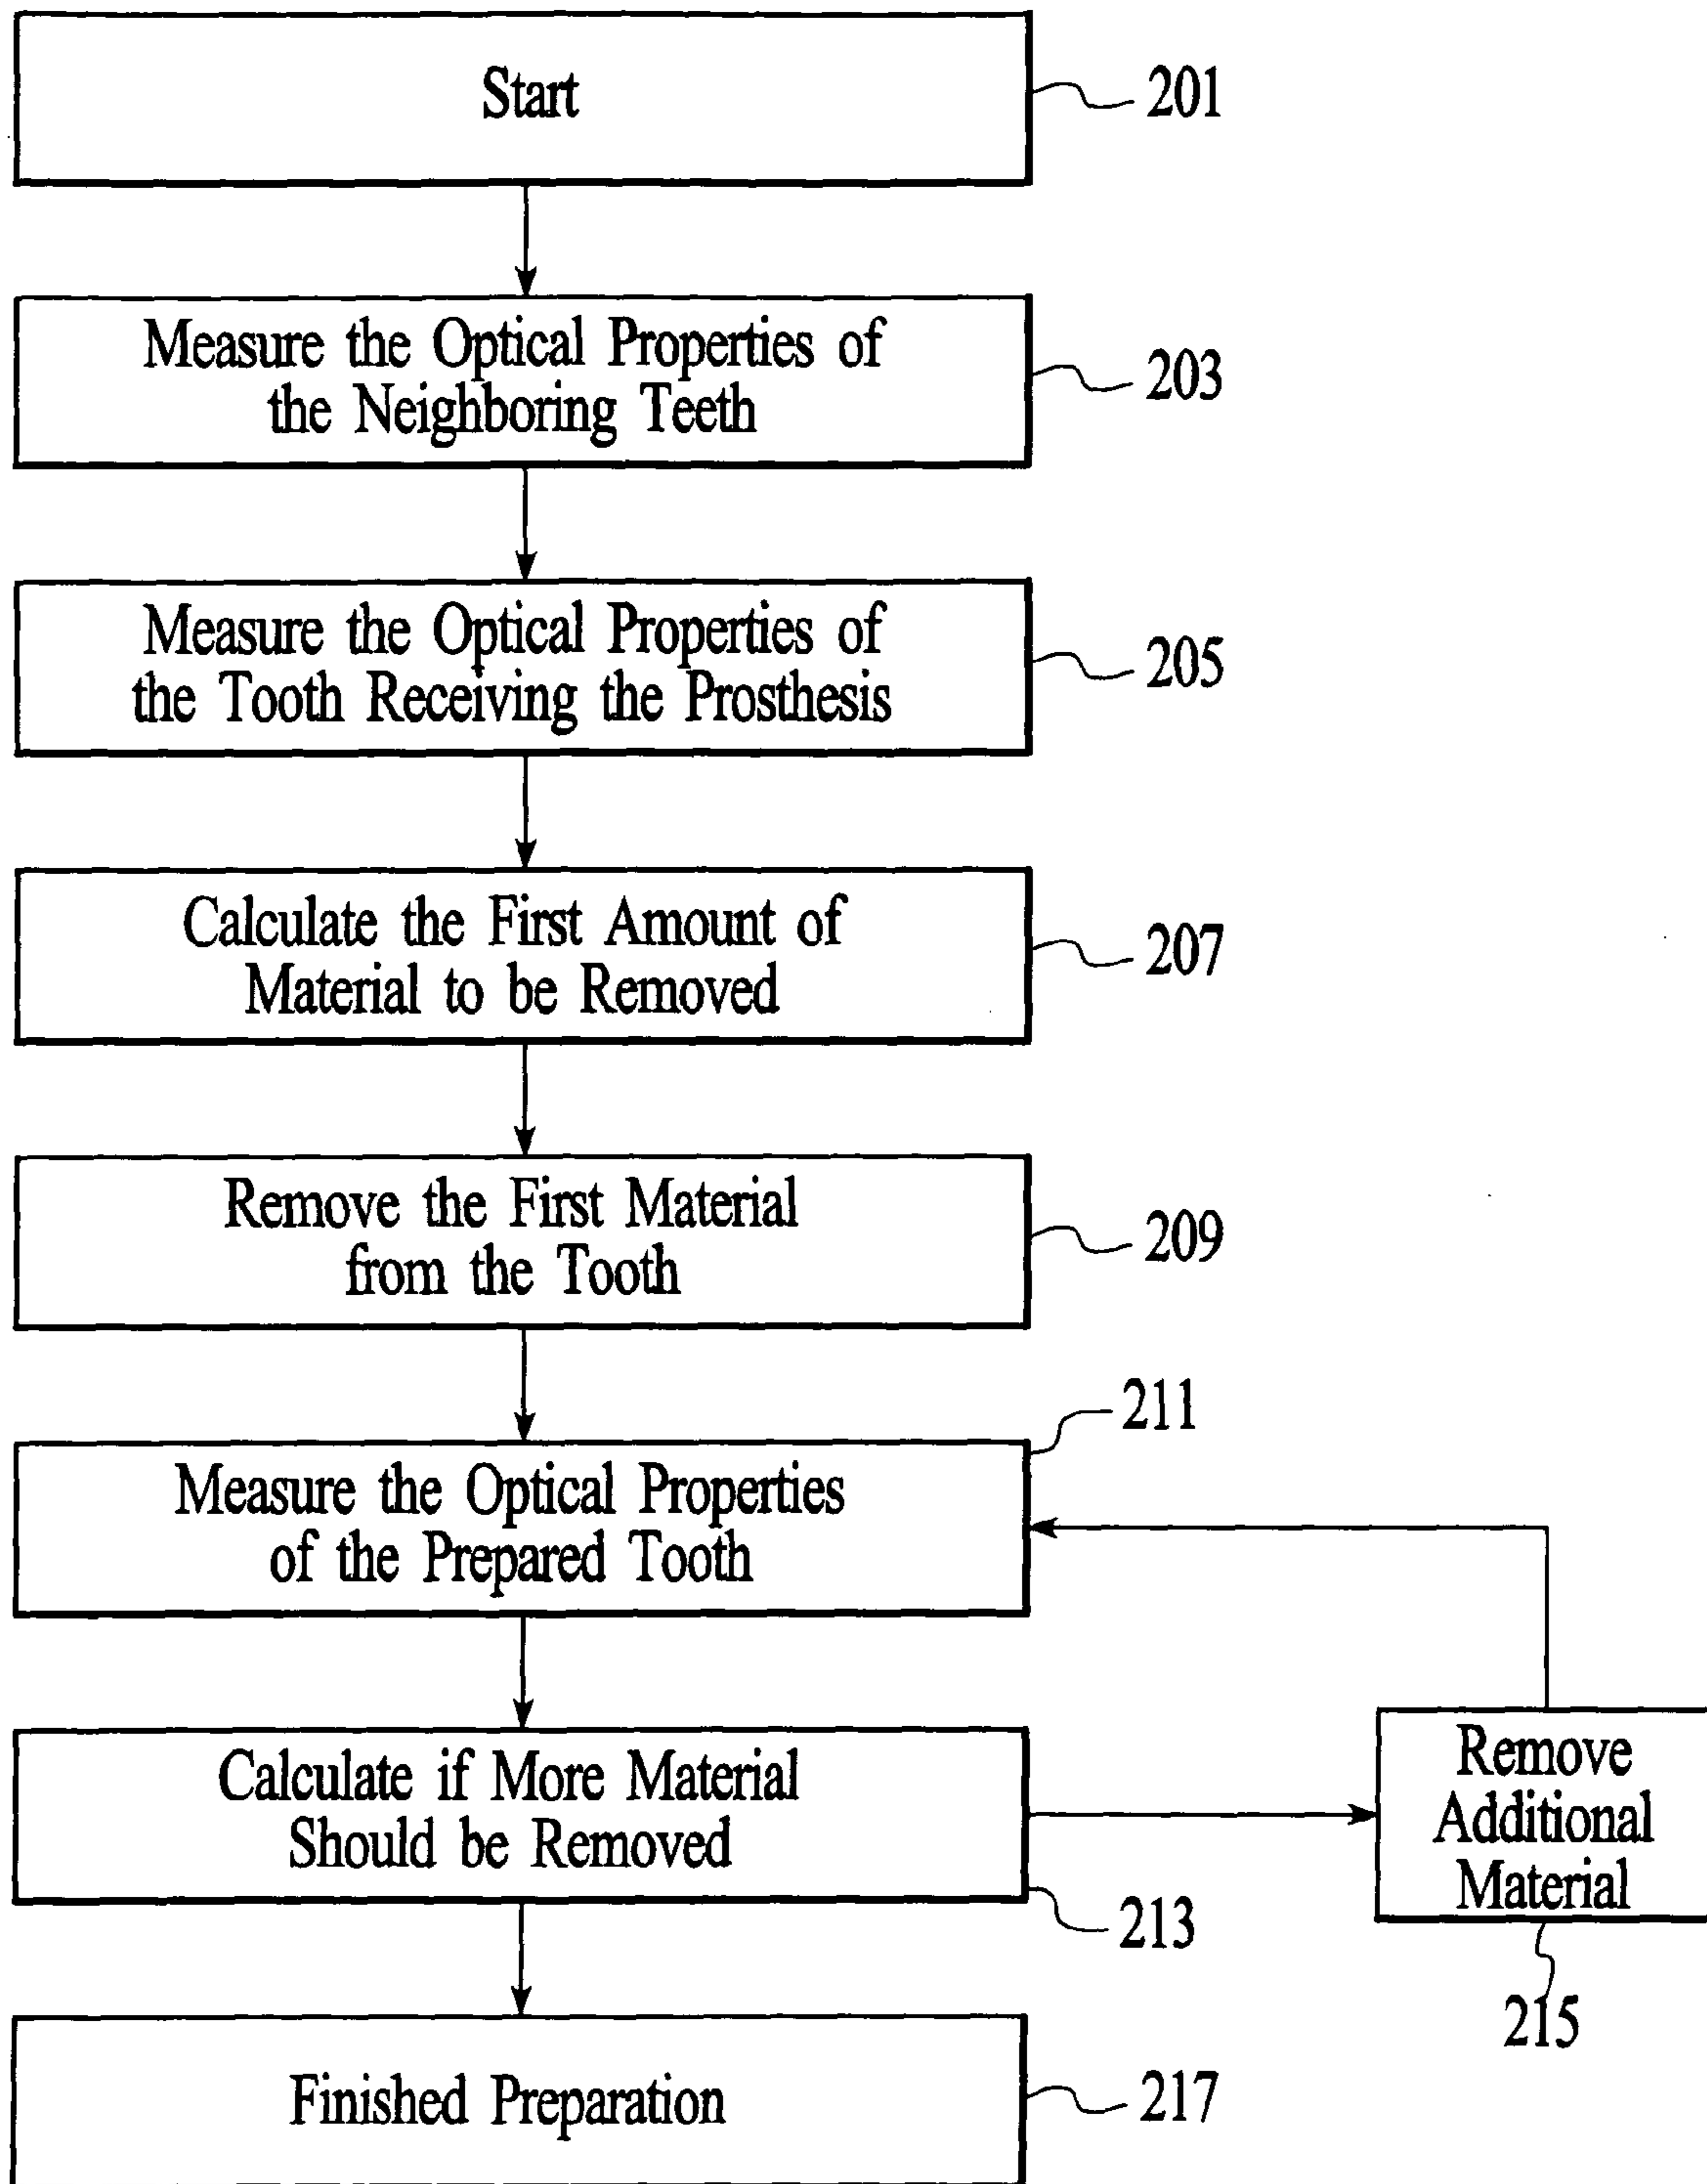 Start
201
Measure the Optical Properties of
the Neighboring Teeth
203
Measure the Optical Properties of
the Tooth Receiving the Prosthesis
205
Calculate the First Amount of
Material to be Removed
207
Remove the First Material
from the Tooth
209
211
Measure the Optical Properties
of the Prepared Tooth
Calculate if More Material
Should be Removed
213
Remove
Additional
Material
215
Finished Preparation
217